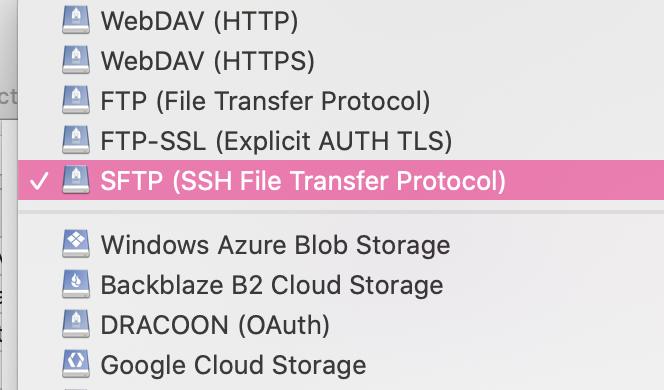 WebDAV (HTTP)
WebDAV (HTTPS)
FTP (File Transfer Protocol)
FTP-SSL (Explicit AUTH TLS)
SFTP (SSH File Transfer Protocol)
Windows Azure Blob Storage
Backblaze B2 Cloud Storage
DRACOON (OAuth)
Google Cloud Storage